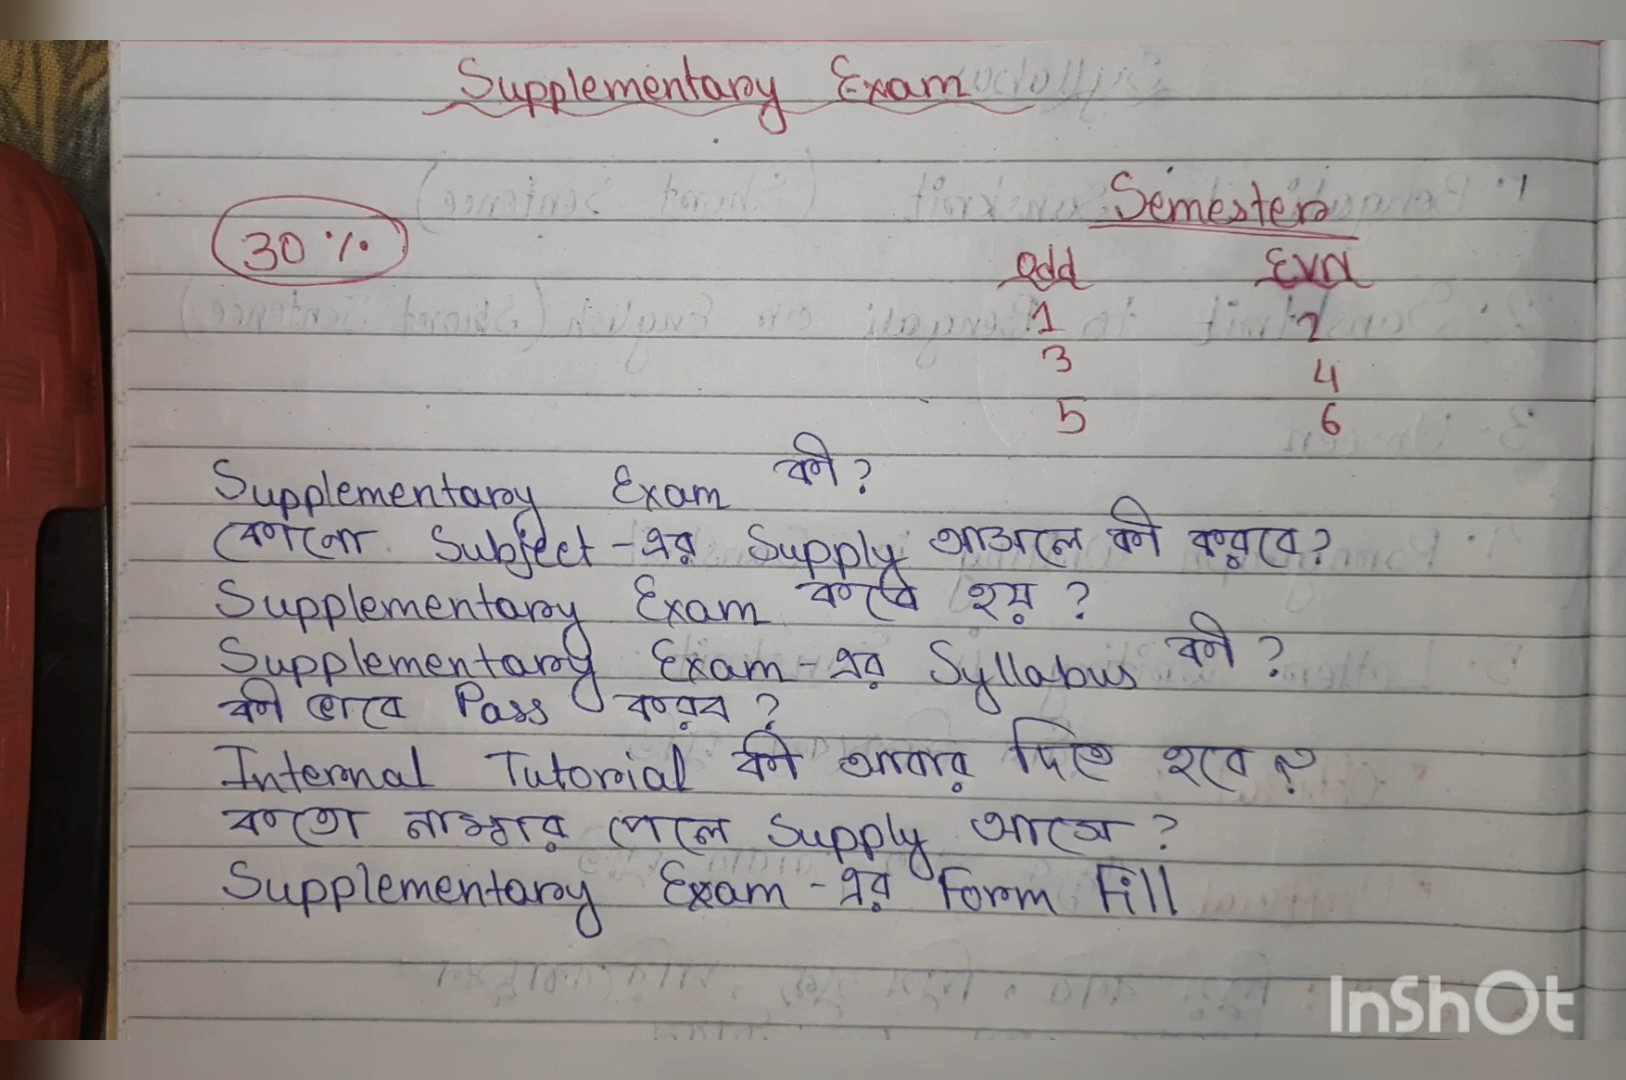 Supplementary Exam
30 %
Semester
odd EVN
1 2
3 4
5 6
Supplementary Exam কী ?
কোনো Subject - এর Supply আসলে কী করবে ?
Supplementary Exam কবে হয় ?
Supplementary Exam - এর Syllabus কী ?
কী ভাবে Pass করব ?
Internal Tutorial কী আবার দিতে হবে ?
কতো নাম্বার পেলে Supply আসে ?
Supplementary Exam - এর Form Fill
InShOt